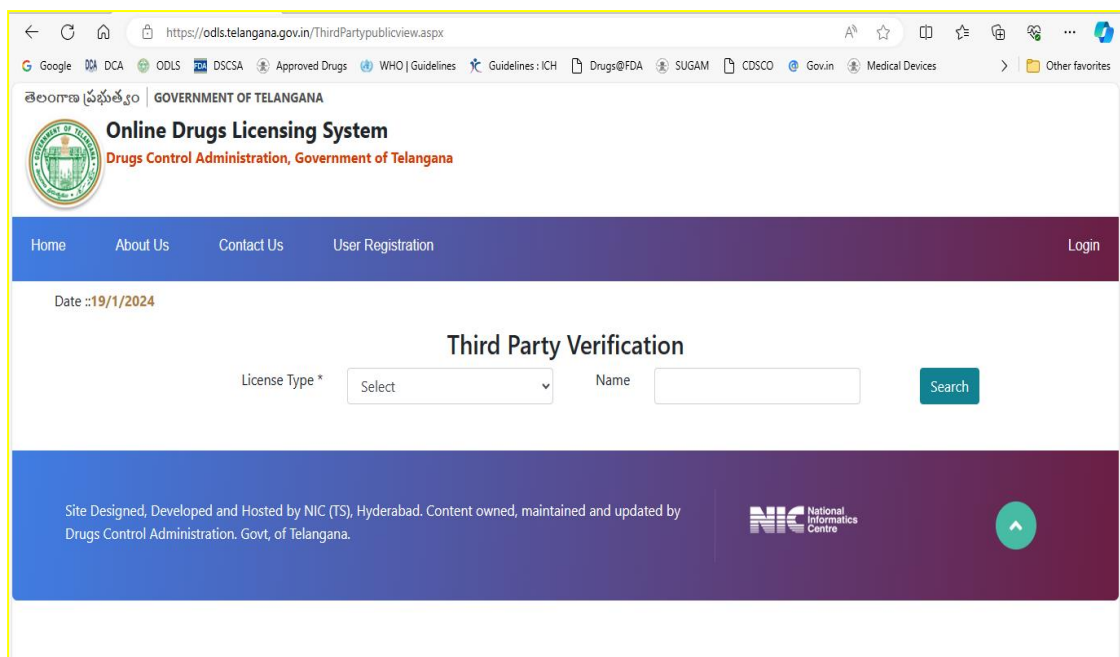 https://odls.telangana.gov.in/ThirdPartypublicview.aspx
Google DCA ODLS DSCSA Approved Drugs WHO | Guidelines Guidelines : ICH Drugs@FDA SUGAM CDSCO Gov.in Medical Devices Other favorites
తెలంగాణ ప్రభుత్వం GOVERNMENT OF TELANGANA
Online Drugs Licensing System
Drugs Control Administration, Government of Telangana
Home About Us Contact Us User Registration Login
Date ::19/1/2024
Third Party Verification
License Type * Select Name Search
Site Designed, Developed and Hosted by NIC (TS), Hyderabad. Content owned, maintained and updated by
Drugs Control Administration. Govt, of Telangana.
NIC National Informatics Centre